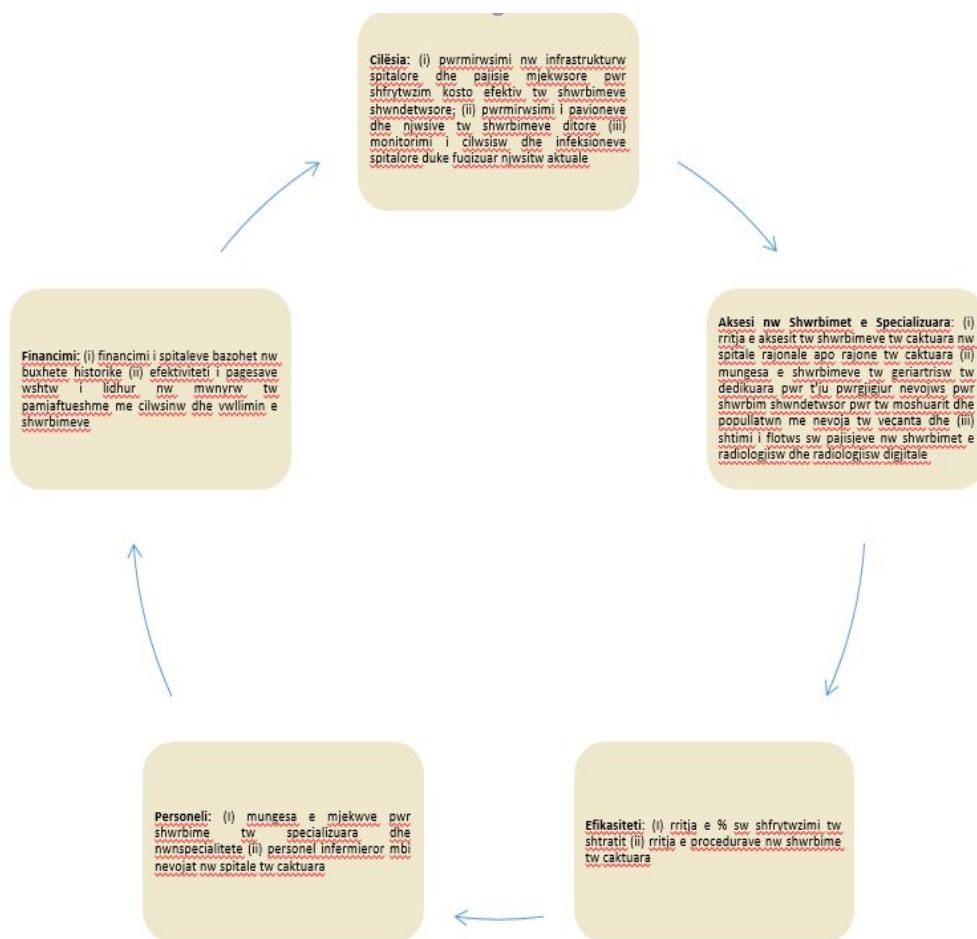 Cilësia: (i) pwrmirwsimi nw infrastrukturw
spitalore dhe pajisje mjekwsore pwr
shfrytwzim kosto efektiv tw shwrbimeve
shwndetwsore; (ii) pwrmirwsimi i pavioneve
dhe njwsive tw shwrbimeve ditore (iii)
monitorimi i cilwsisw dhe infeksioneve
spitalore duke fuqizuar njwsitw aktuale
Aksesi nw Shwrbimet e Specializuara: (i)
rritja e aksesit tw shwrbimeve tw caktuara nw
spitale rajonale apo rajone tw caktuara (ii)
mungesa e shwrbimeve tw geriartrisw tw
dedikuara pwr t'ju pwrgjigjur nevojws pwr
shwrbim shwndetwsor pwr tw moshuarit dhe
popullatwn me nevoja tw vecanta dhe (iii)
shtimi i flotws sw pajisjeve nw shwrbimet e
radiologjisw dhe radiologjisw digjitale
Efikasiteti: (I) rritja e % sw shfrytwzimi tw
shtratit (ii) rritja e procedurave nw shwrbime
tw caktuara
Personeli: (I) mungesa e mjekwve pwr
shwrbime tw specializuara dhe
nwnspecialitete (ii) personel infermieror mbi
nevojat nw spitale tw caktuara
Financimi: (i) financimi i spitaleve bazohet nw
buxhete historike (ii) efektiviteti i pagesave
wshtw i lidhur nw mwnyrw tw
pamjaftueshme me cilwsinw dhe vwllimin e
shwrbimeve